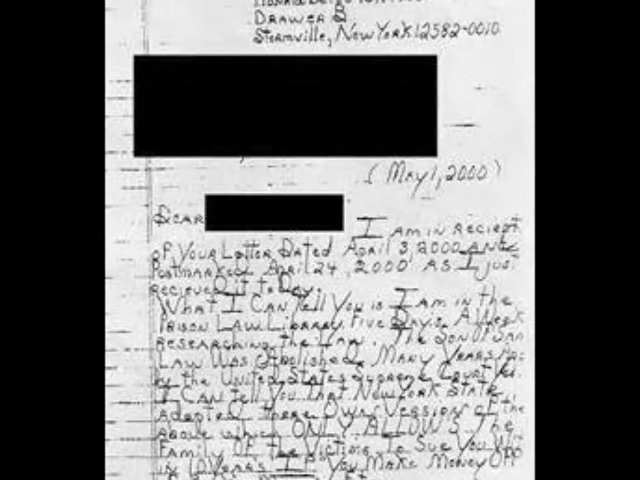 Drawer B
Stormville, New York 12582-0010
(May 1, 2000)
Dear
I am in reciept
of Your Letter Dated April 3, 2000 and
Postmarked April 24, 2000 As I just
recieved it to Day.
What I Can Tell You is I am in the
Prison Law Library Five Days A Week
researching the Law. The Son of Sam
Law Was Abolished Many Years
by the United States Supreme Court
I Can Tell You that New York State
adopted there Own Version of the
above which ONLY ALLOWS The
Family of the Victims To Sue You
IF You Make Money Off